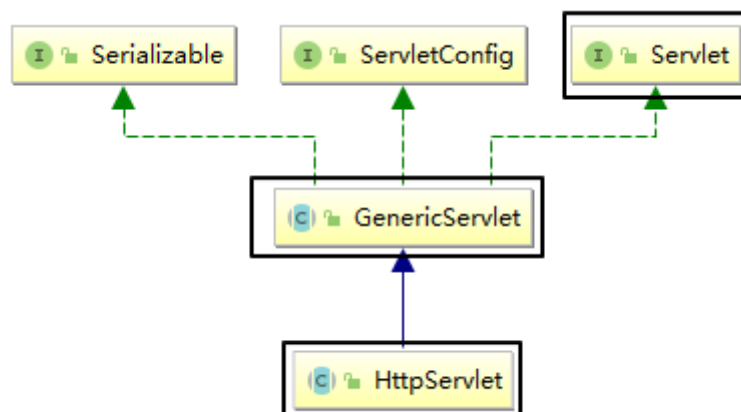 I Serializable
I ServletConfig
I Servlet
C GenericServlet
C HttpServlet